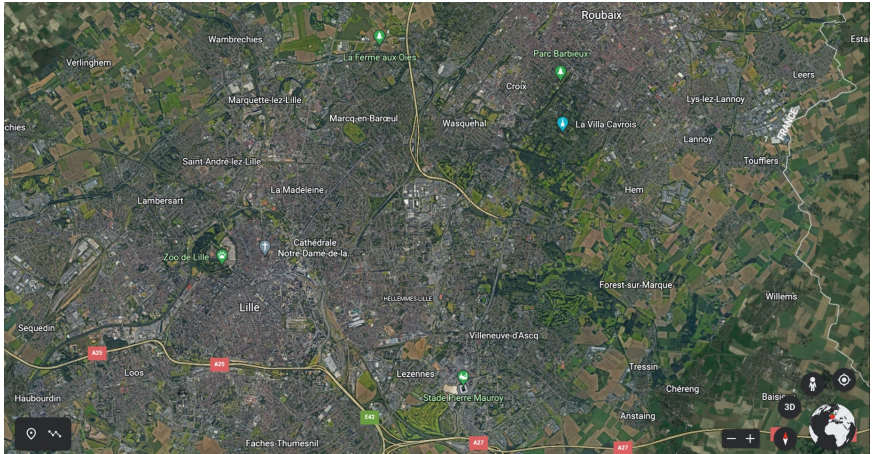 Roubaix
Wambrechies
Estai
Parc Barbieux
La Ferme aux Oies
Verlinghem
Leers
Croix
Marquette-lez-Lille
Lys-lez-Lannoy
FRANCE
Marcq-en-Barœul
Wasquehal
La Villa Cavrois
chies
Lannoy
Saint-André-lez-Lille
Toufflers
La Madeleine
Hem
Lambersart
Cathédrale
Notre-Dame-de-la...
Zoo de Lille
Forest-sur-Marque
Willems
HELLEMMES-LILLE
Lille
Sequedin
Villeneuve-d'Ascq
A25
A25
Loos
Lezennes
Tressin
Chéreng
Haubourdin
Stade Pierre Mauroy
Baisi
3D
E42
Anstaing
Faches-Thumesnil
A27
A27